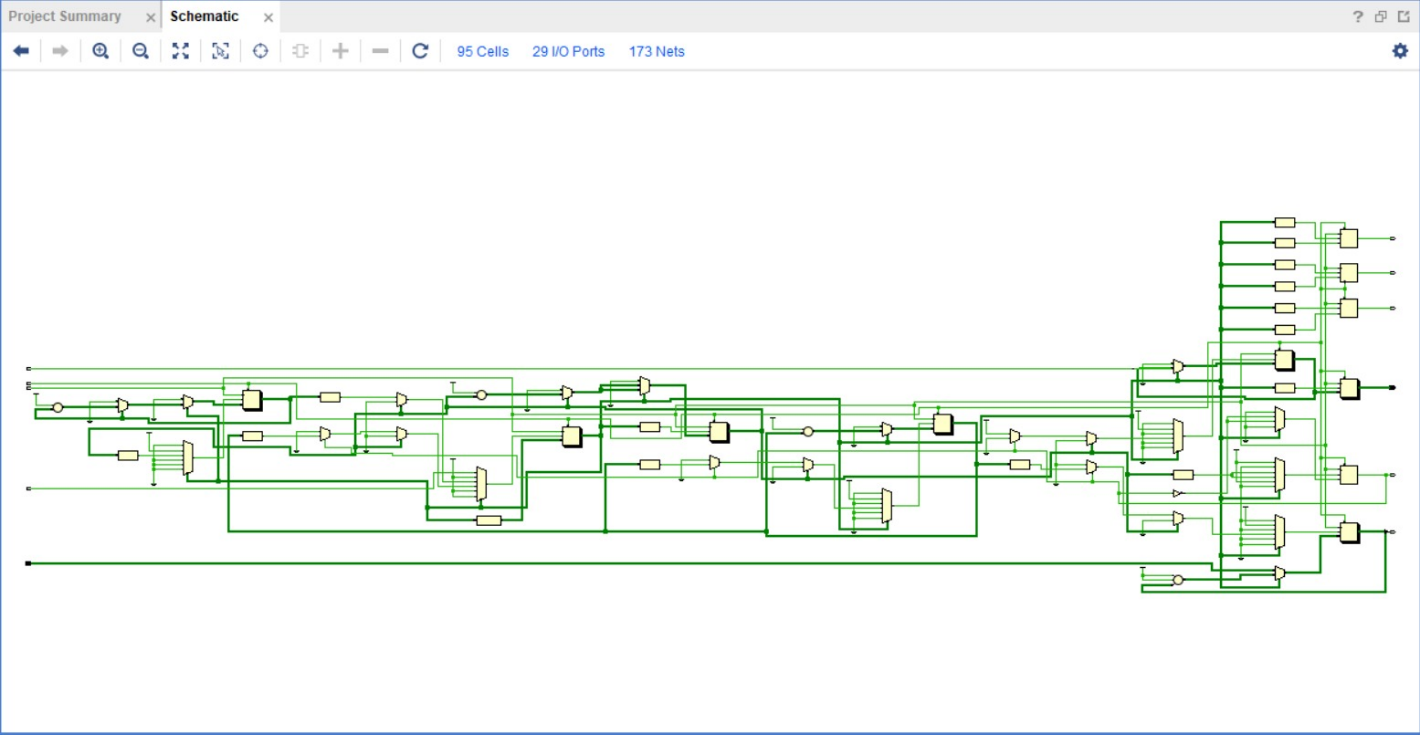 Project Summary
Schematic
95 Cells 29 I/O Ports 173 Nets